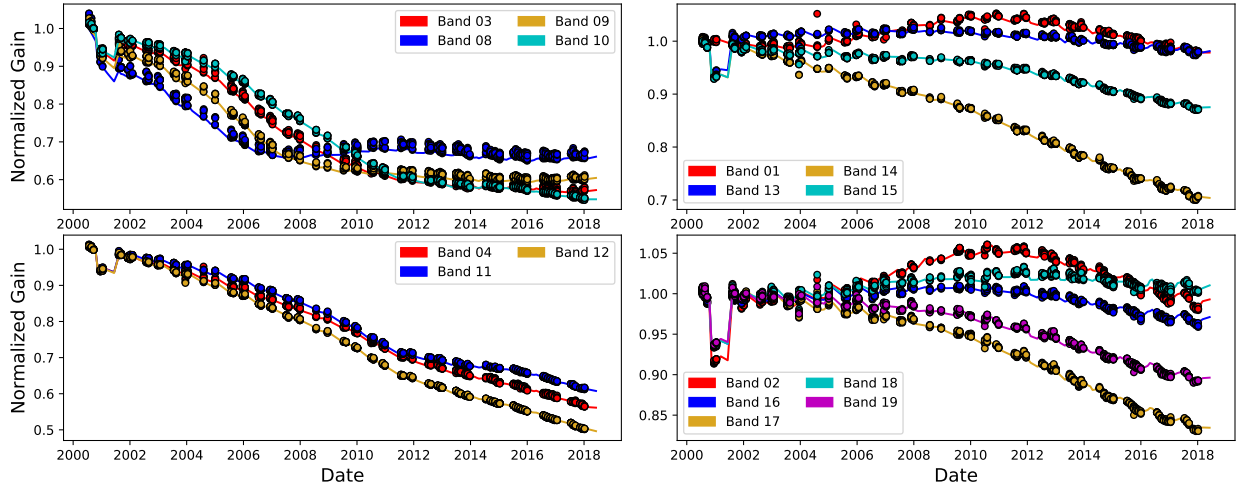 Normalized Gain
1.0
0.9
0.8
0.7
0.6
Band 03 Band 09
Band 08 Band 10
2000 2002 2004 2006 2008 2010 2012 2014 2016 2018
1.0
0.9
0.8
0.7
Band 01 Band 14
Band 13 Band 15
2000 2002 2004 2006 2008 2010 2012 2014 2016 2018
Normalized Gain
1.0
0.9
0.8
0.7
0.6
0.5
Band 04 Band 12
Band 11
2000 2002 2004 2006 2008 2010 2012 2014 2016 2018
Date
1.05
1.00
0.95
0.90
0.85
Band 02 Band 18
Band 16 Band 19
Band 17
2000 2002 2004 2006 2008 2010 2012 2014 2016 2018
Date